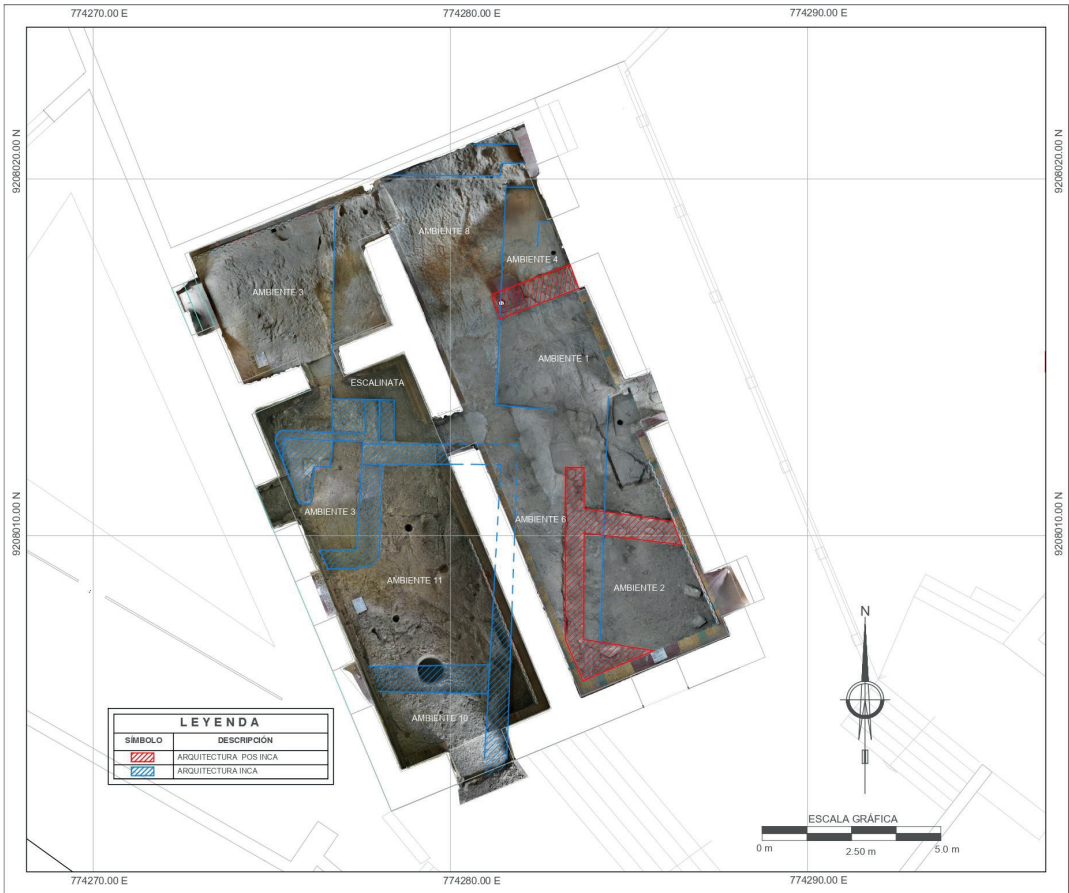 774270.00 E
774280.00 E
774290.00 E
9208020.00 N
9208020.00 N
AMBIENTE 8
AMBIENTE 4
AMBIENTE 3
AMBIENTE 1
ESCALINATA
9208010.00 N
9208010.00 N
AMBIENTE 3
AMBIENTE 6
AMBIENTE 11
AMBIENTE 2
N
AMBIENTE 10
LEYENDA
SÍMBOLO DESCRIPCIÓN
ARQUITECTURA POS INCA
ARQUITECTURA INCA
ESCALA GRÁFICA
0 m 2.50 m 5.0 m
774270.00 E
774280.00 E
774290.00 E